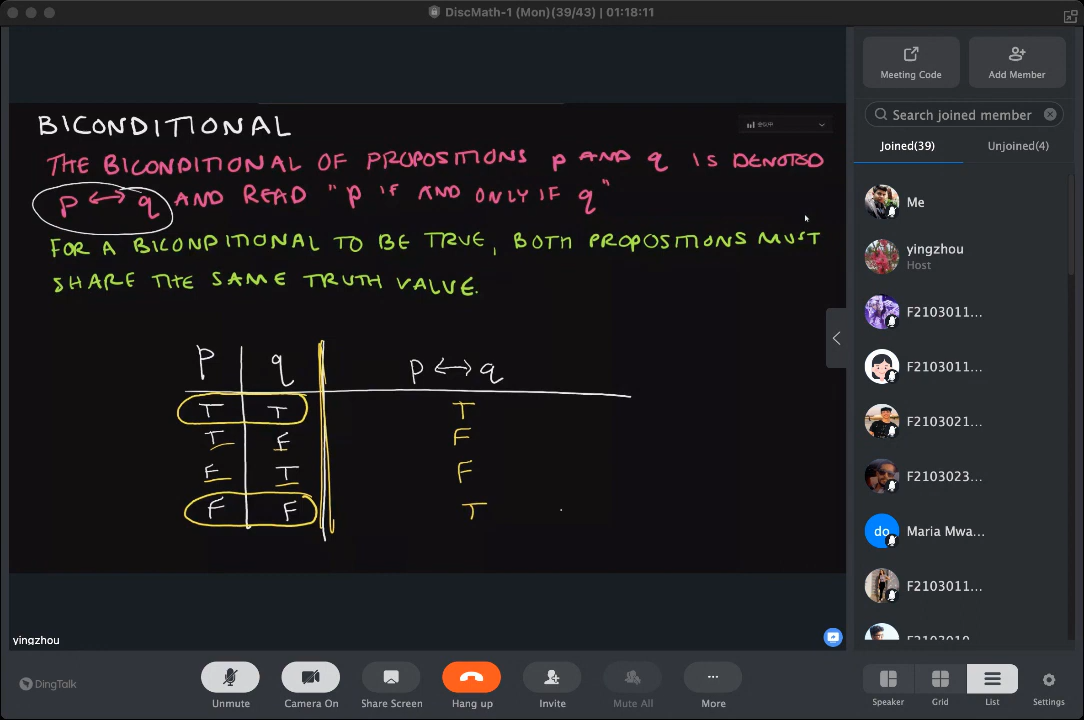 DiscMath-1 (Mon)(39/43) | 01:18:11
BICONDITIONAL
THE BICONDITIONAL OF PROPOSITIONS p AND q IS DENOTED
p ↔ q AND READ "p IF AND ONLY IF q"
FOR A BICONDITIONAL TO BE TRUE, BOTH PROPOSITIONS MUST
SHARE THE SAME TRUTH VALUE.
p q p ↔ q
T T T
T F F
F T F
F F T
yingzhou
Meeting Code
Add Member
Search joined member
Joined(39) Unjoined(4)
Me
yingzhou
Host
F2103011...
F2103011...
F2103021...
F2103023...
do Maria Mwa...
F2103011...
DingTalk
Unmute Camera On Share Screen Hang up Invite Mute All More
Speaker Grid List Settings